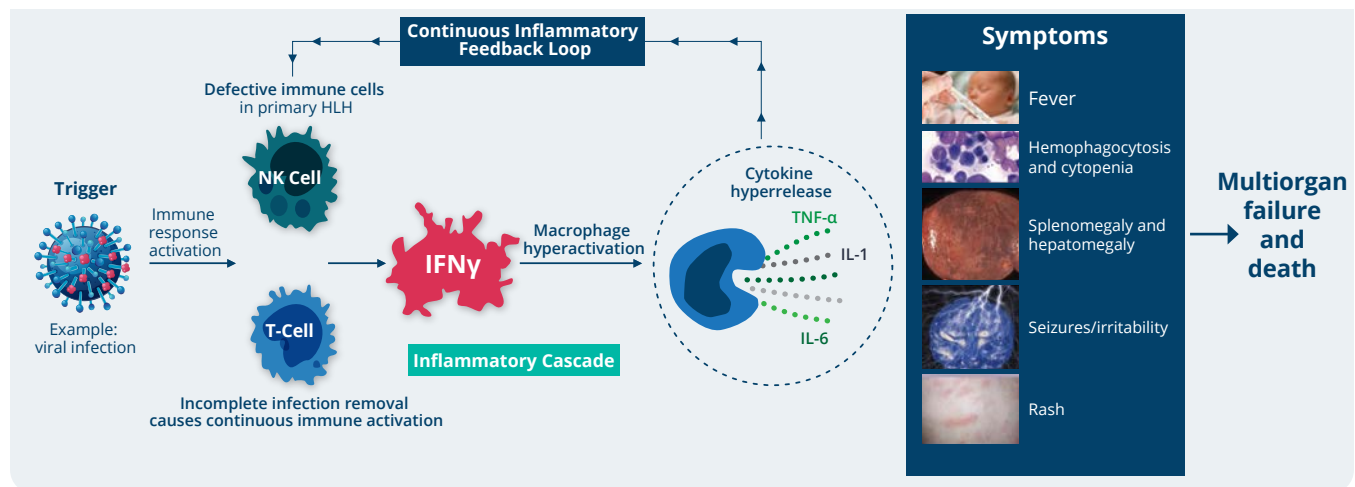 Continuous Inflammatory
Feedback Loop
Defective immune cells
in primary HLH
NK Cell
Trigger
Immune
response
activation
Example:
viral infection
T-Cell
Incomplete infection removal
causes continuous immune activation
IFNγ
Inflammatory Cascade
Macrophage
hyperactivation
Cytokine
hyperrelease
TNF-α
IL-1
IL-6
Symptoms
Fever
Hemophagocytosis
and cytopenia
Splenomegaly and
hepatomegaly
Seizures/irritability
Rash
Multiorgan
failure
and
death